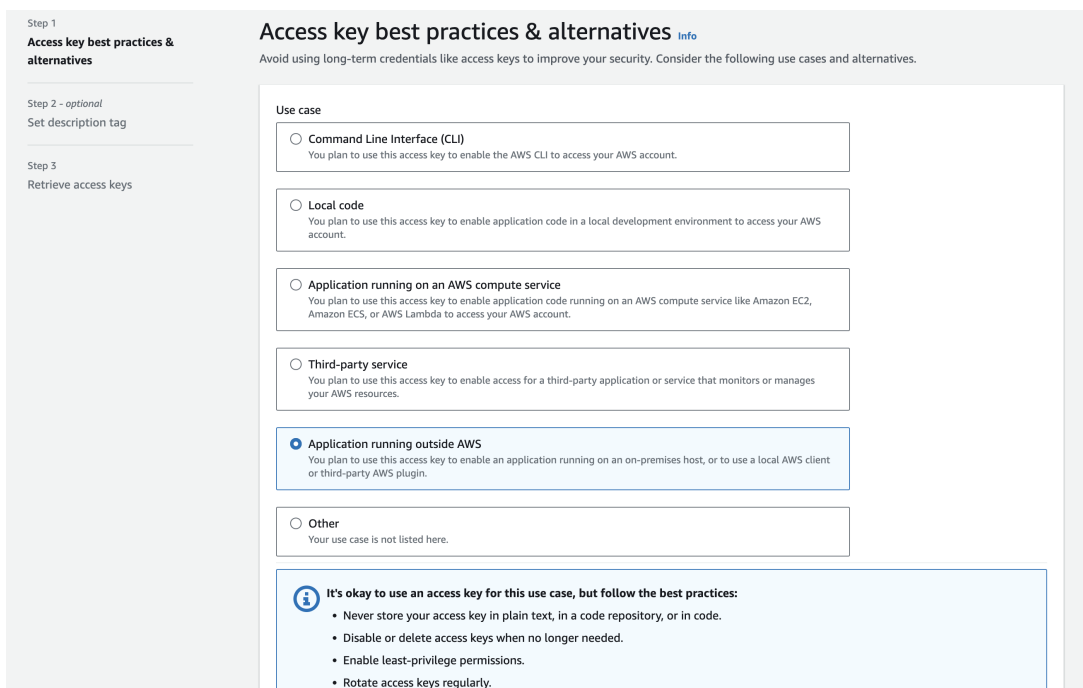 Step 1
Access key best practices &
alternatives
Step 2 - optional
Set description tag
Step 3
Retrieve access keys
Access key best practices & alternatives Info
Avoid using long-term credentials like access keys to improve your security. Consider the following use cases and alternatives.
Use case
Command Line Interface (CLI)
You plan to use this access key to enable the AWS CLI to access your AWS account.
Local code
You plan to use this access key to enable application code in a local development environment to access your AWS
account.
Application running on an AWS compute service
You plan to use this access key to enable application code running on an AWS compute service like Amazon EC2,
Amazon ECS, or AWS Lambda to access your AWS account.
Third-party service
You plan to use this access key to enable access for a third-party application or service that monitors or manages
your AWS resources.
Application running outside AWS
You plan to use this access key to enable an application running on an on-premises host, or to use a local AWS client
or third-party AWS plugin.
Other
Your use case is not listed here.
It's okay to use an access key for this use case, but follow the best practices:
• Never store your access key in plain text, in a code repository, or in code.
• Disable or delete access keys when no longer needed.
• Enable least-privilege permissions.
• Rotate access keys regularly.